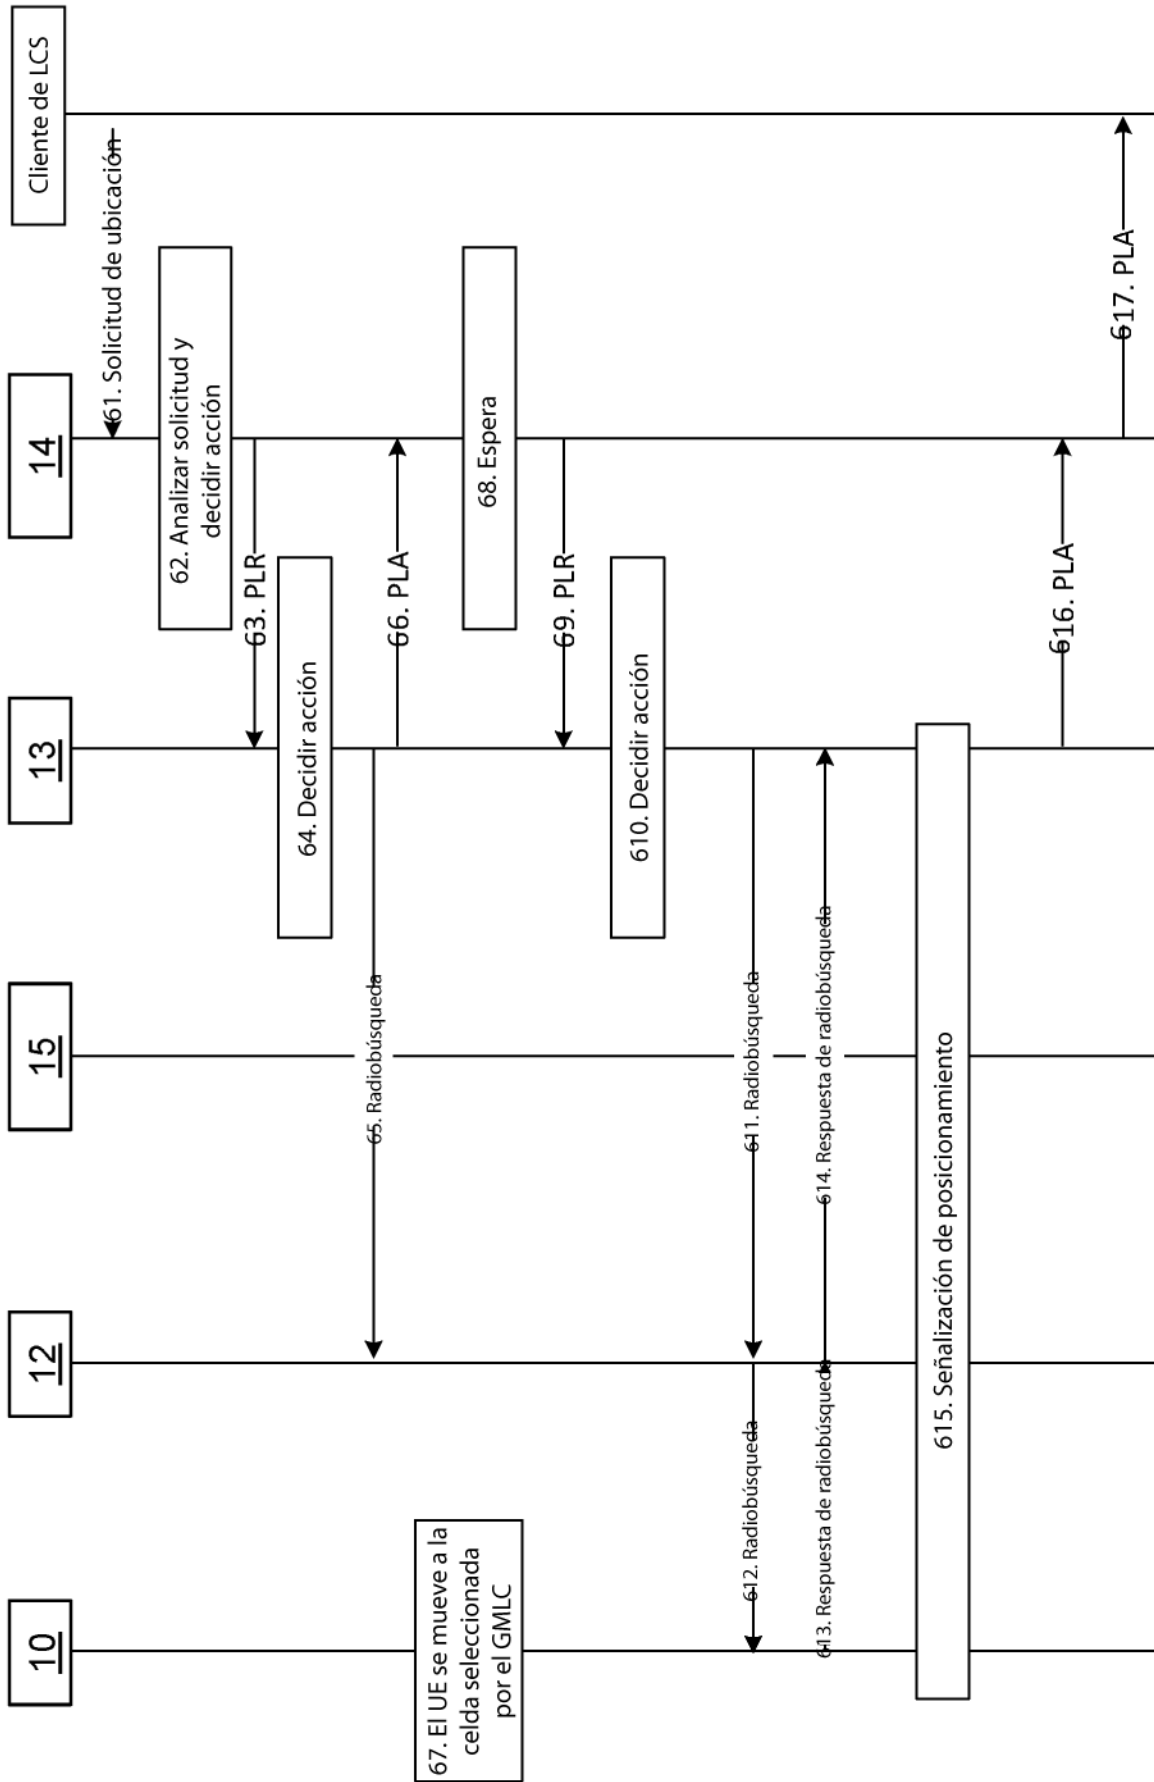 10
12
15
13
14
Cliente de LCS
61. Solicitud de ubicación
62. Analizar solicitud y
decidir acción
63. PLR
64. Decidir acción
65. Radiobúsqueda
66. PLA
67. El UE se mueve a la
celda seleccionada
por el GMLC
68. Espera
69. PLR
610. Decidir acción
611. Radiobúsqueda
612. Radiobúsqueda
613. Respuesta de radiobúsqueda
614. Respuesta de radiobúsqueda
615. Señalización de posicionamiento
616. PLA
617. PLA